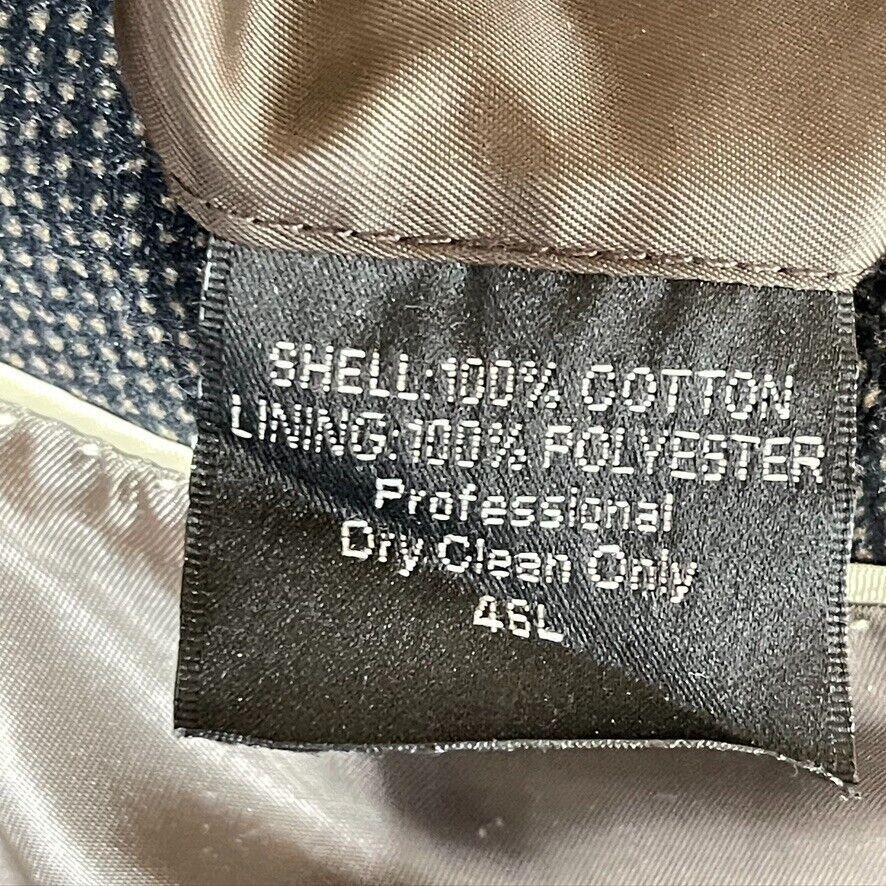 SHELL:100% COTTON
LINING:100% POLYESTER
Professional
Dry Clean Only
46L